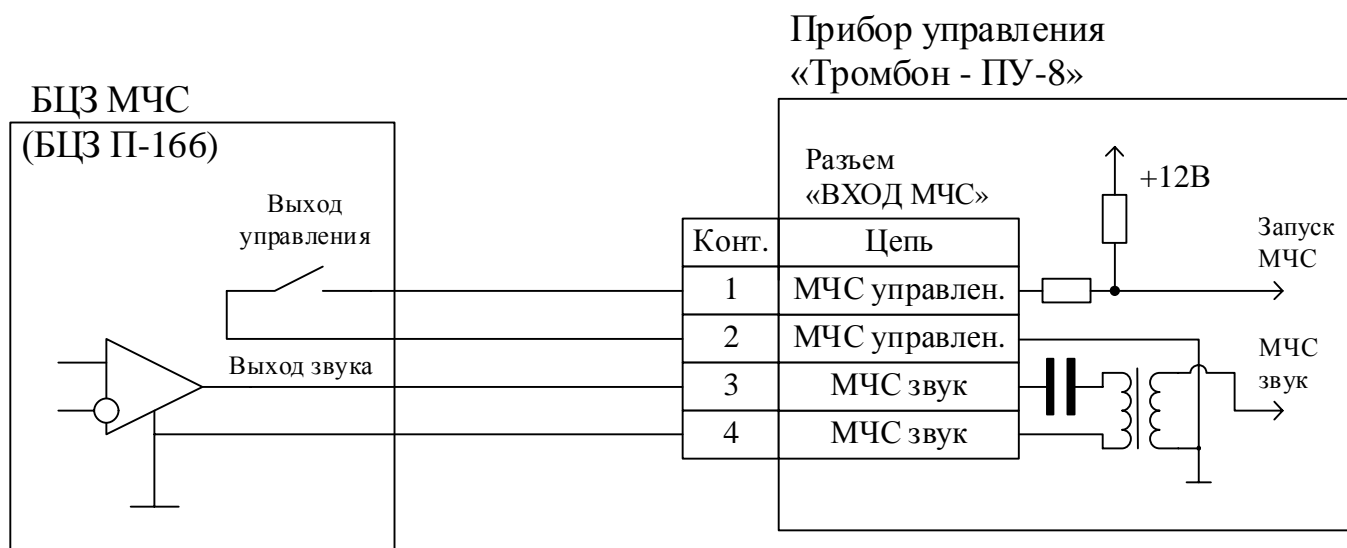 Прибор управления
«Тромбон - ПУ-8»
БЦЗ МЧС
(БЦЗ П-166)
Разъем
«ВХОД МЧС»
+12В
Выход
управления
Запуск
МЧС
Конт. Цепь
1 МЧС управлен.
2 МЧС управлен.
Выход звука
3 МЧС звук
4 МЧС звук
МЧС
звук